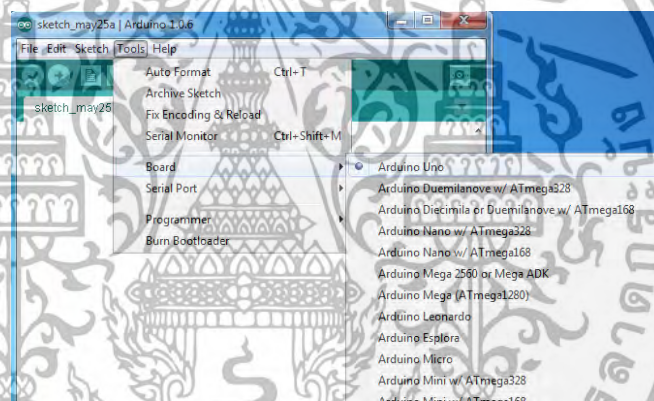 sketch_may25a | Arduino 1.0.6
File Edit Sketch Tools Help
Auto Format Ctrl+T
Archive Sketch
sketch_may25
Fix Encoding & Reload
Serial Monitor Ctrl+Shift+M
Board
Serial Port
Programmer
Burn Bootloader
Arduino Uno
Arduino Duemilanove w/ ATmega328
Arduino Diecimila or Duemilanove w/ ATmega168
Arduino Nano w/ ATmega328
Arduino Nano w/ ATmega168
Arduino Mega 2560 or Mega ADK
Arduino Mega (ATmega1280)
Arduino Leonardo
Arduino Esplora
Arduino Micro
Arduino Mini w/ ATmega328
Arduino Mini w/ ATmega168